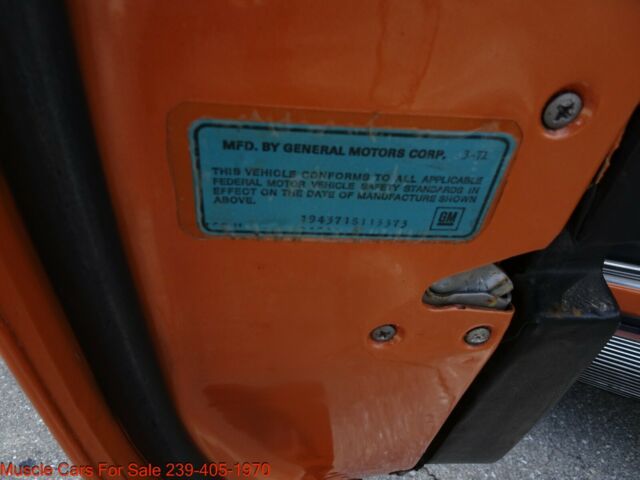 MFD. BY GENERAL MOTORS CORP. 3-71
THIS VEHICLE CONFORMS TO ALL APPLICABLE
FEDERAL MOTOR VEHICLE SAFETY STANDARDS IN
EFFECT ON THE DATE OF MANUFACTURE SHOWN
ABOVE.
GM
Muscle Cars For Sale 239-405-1970